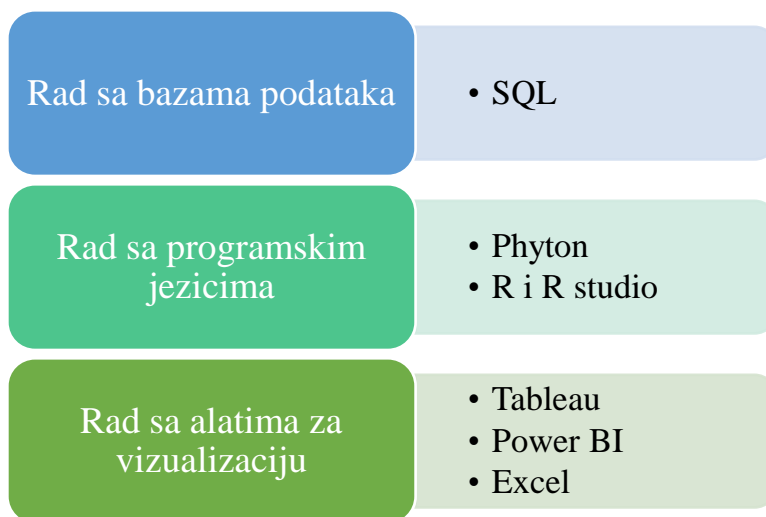 Rad sa bazama podataka
• SQL
Rad sa programskim
jezicima
• Phyton
• R i R studio
Rad sa alatima za
vizualizaciju
• Tableau
• Power BI
• Excel